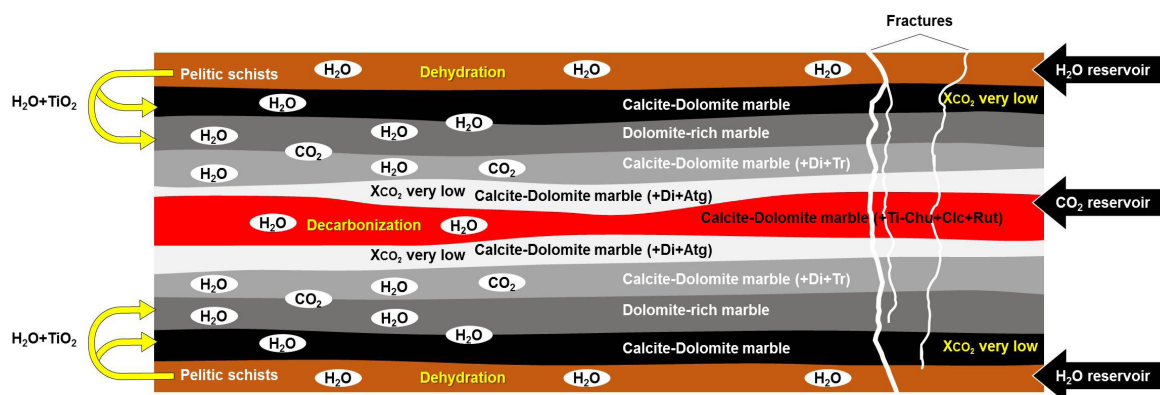 Fractures
Pelitic schists H₂O Dehydration H₂O H₂O H₂O reservoir
H₂O+TiO₂ H₂O Calcite-Dolomite marble XCO₂ very low
H₂O H₂O H₂O Dolomite-rich marble
CO₂
H₂O H₂O CO₂ Calcite-Dolomite marble (+Di+Tr)
XCO₂ very low Calcite-Dolomite marble (+Di+Atg)
CO₂ reservoir
H₂O Decarbonization H₂O Calcite-Dolomite marble (+Ti-Chu+Clc+Rut)
XCO₂ very low Calcite-Dolomite marble (+Di+Atg)
H₂O H₂O CO₂ Calcite-Dolomite marble (+Di+Tr)
CO₂
H₂O H₂O Dolomite-rich marble
H₂O
H₂O+TiO₂ H₂O Calcite-Dolomite marble XCO₂ very low
Pelitic schists H₂O Dehydration H₂O H₂O H₂O reservoir